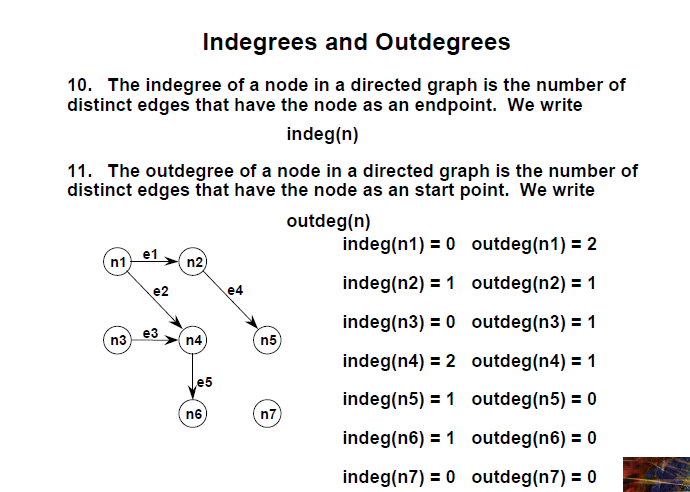 Indegrees and Outdegrees
10. The indegree of a node in a directed graph is the number of
distinct edges that have the node as an endpoint. We write
indeg(n)
11. The outdegree of a node in a directed graph is the number of
distinct edges that have the node as an start point. We write
outdeg(n)
indeg(n1) = 0 outdeg(n1) = 2
indeg(n2) = 1 outdeg(n2) = 1
indeg(n3) = 0 outdeg(n3) = 1
indeg(n4) = 2 outdeg(n4) = 1
indeg(n5) = 1 outdeg(n5) = 0
indeg(n6) = 1 outdeg(n6) = 0
indeg(n7) = 0 outdeg(n7) = 0
n1 e1 n2
e2 e4
n3 e3 n4 n5
e5
n6 n7